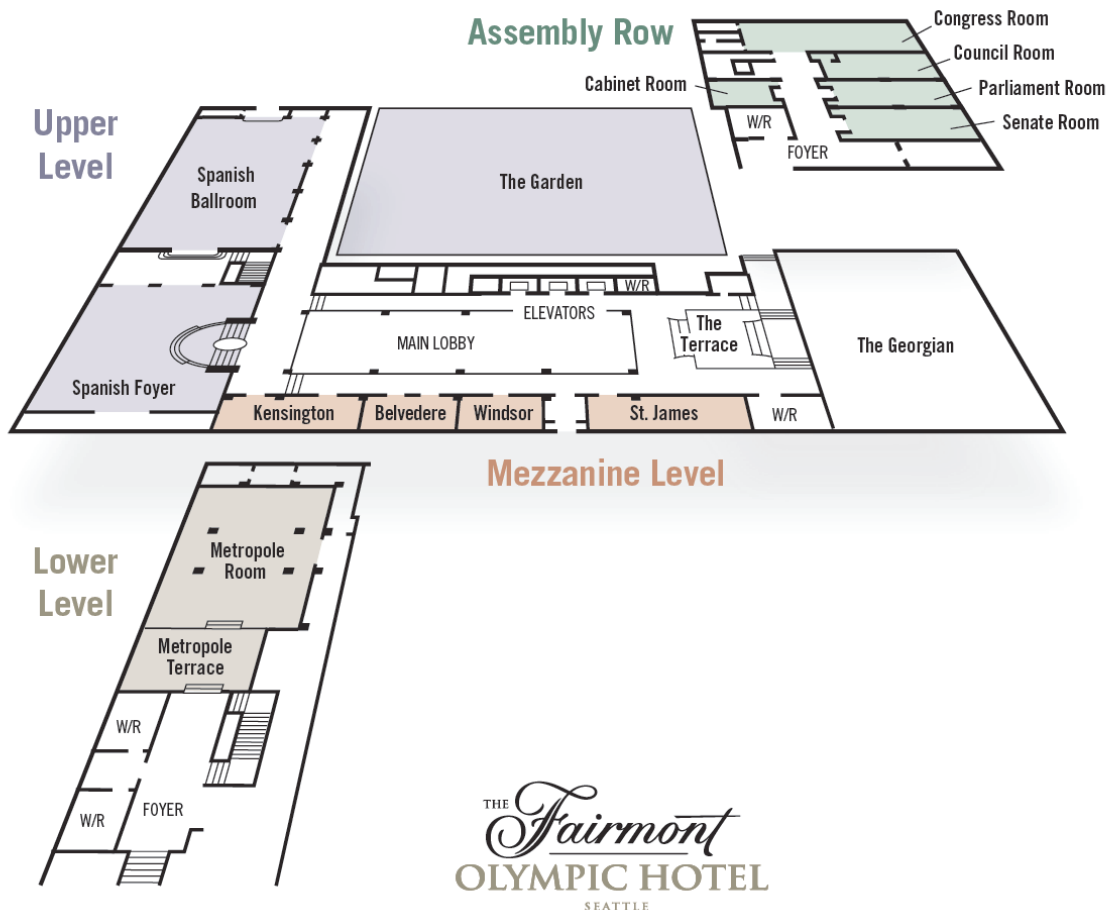 Assembly Row
Congress Room
Council Room
Cabinet Room
Parliament Room
Senate Room
W/R
FOYER
Upper
Level
Spanish
Ballroom
The Garden
W/R
ELEVATORS
MAIN LOBBY
The
Terrace
The Georgian
Spanish Foyer
Kensington
Belvedere
Windsor
St. James
W/R
Mezzanine Level
Lower
Level
Metropole
Room
Metropole
Terrace
W/R
W/R
FOYER
THE Fairmont
OLYMPIC HOTEL
SEATTLE